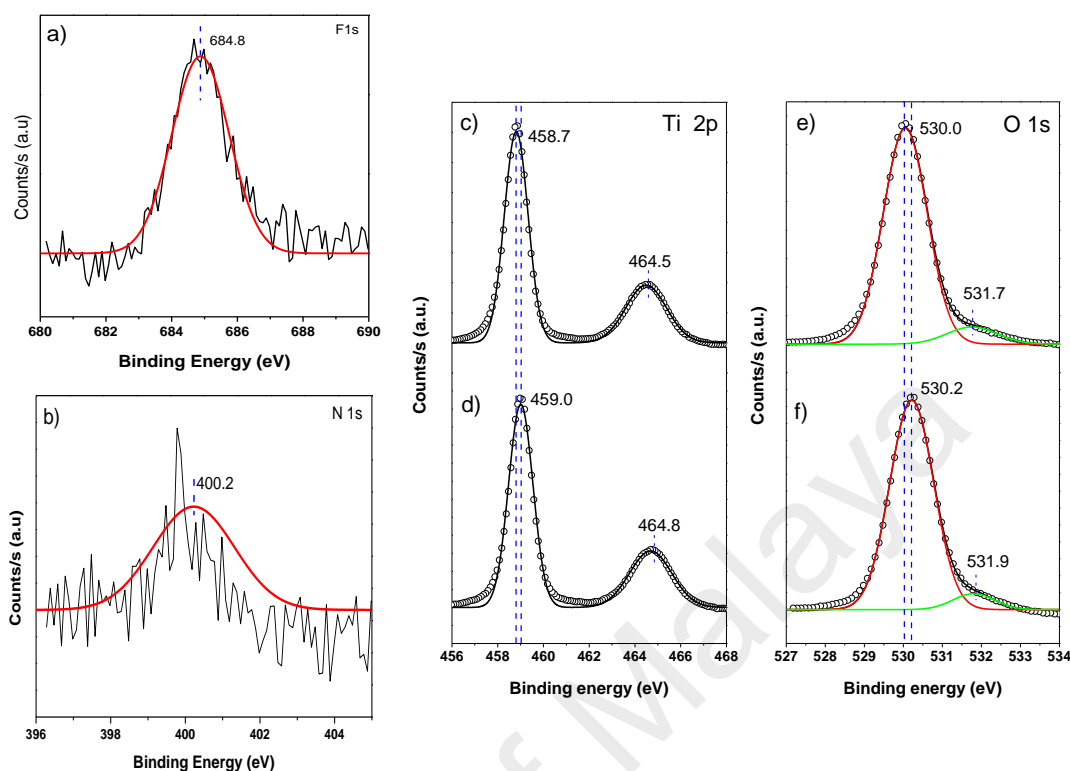 a)
F1s
684.8
Counts/s (a.u)
680 682 684 686 688 690
Binding Energy (eV)
b)
N 1s
400.2
Counts/s (a.u)
396 398 400 402 404
Binding Energy (eV)
c)
Ti 2p
458.7
464.5
Counts/s (a.u.)
d)
459.0
464.8
456 458 460 462 464 466 468
Binding energy (eV)
e)
O 1s
530.0
531.7
Counts/s (a.u.)
f)
530.2
531.9
527 528 529 530 531 532 533 534
Binding energy (eV)
of Malaya